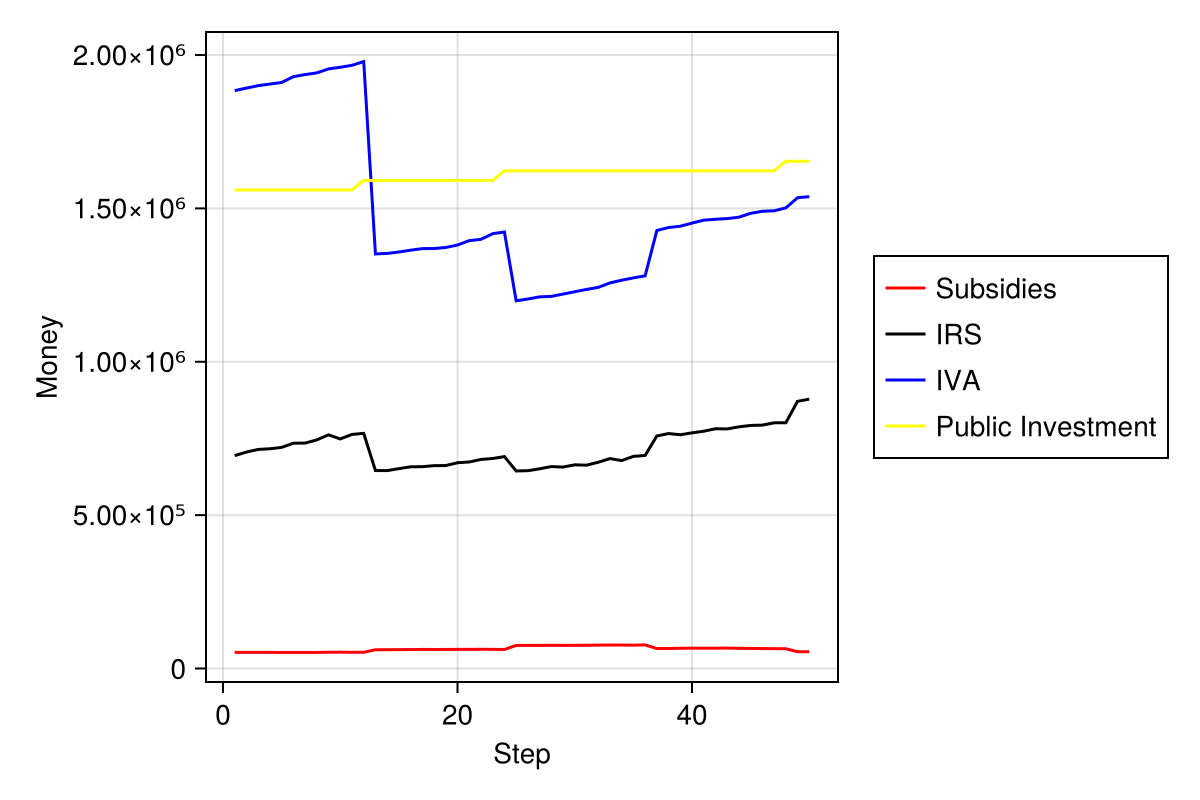 2.00×10⁶
1.50×10⁶
1.00×10⁶
5.00×10⁵
0
Money
0 20 40
Step
Subsidies
IRS
IVA
Public Investment